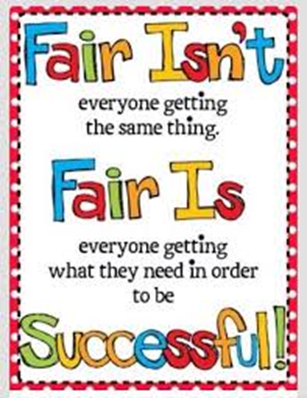 Fair Isn't
everyone getting
the same thing.
Fair Is
everyone getting
what they need in order
to be
Successful!